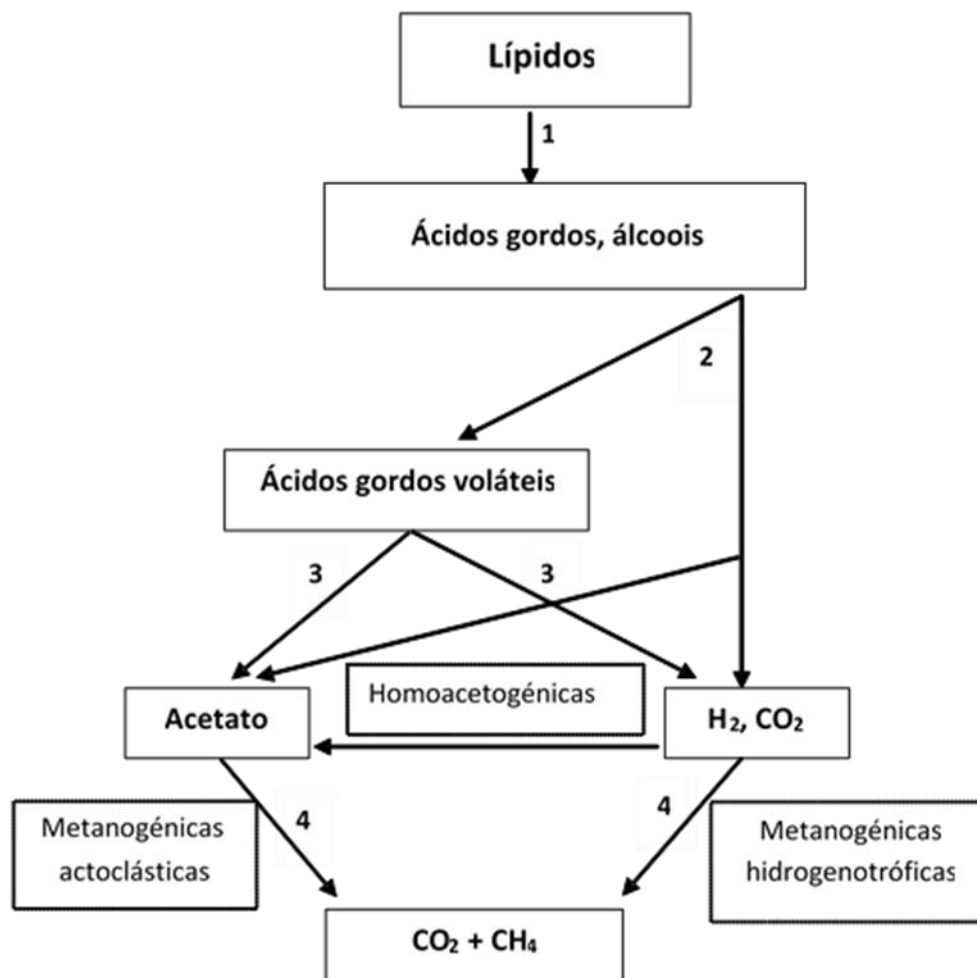 Lípidos
1
Ácidos gordos, álcoois
2
Ácidos gordos voláteis
3
3
Homoacetogénicas
Acetato
H₂, CO₂
4
4
Metanogénicas
actoclásticas
Metanogénicas
hidrogenotróficas
CO₂ + CH₄